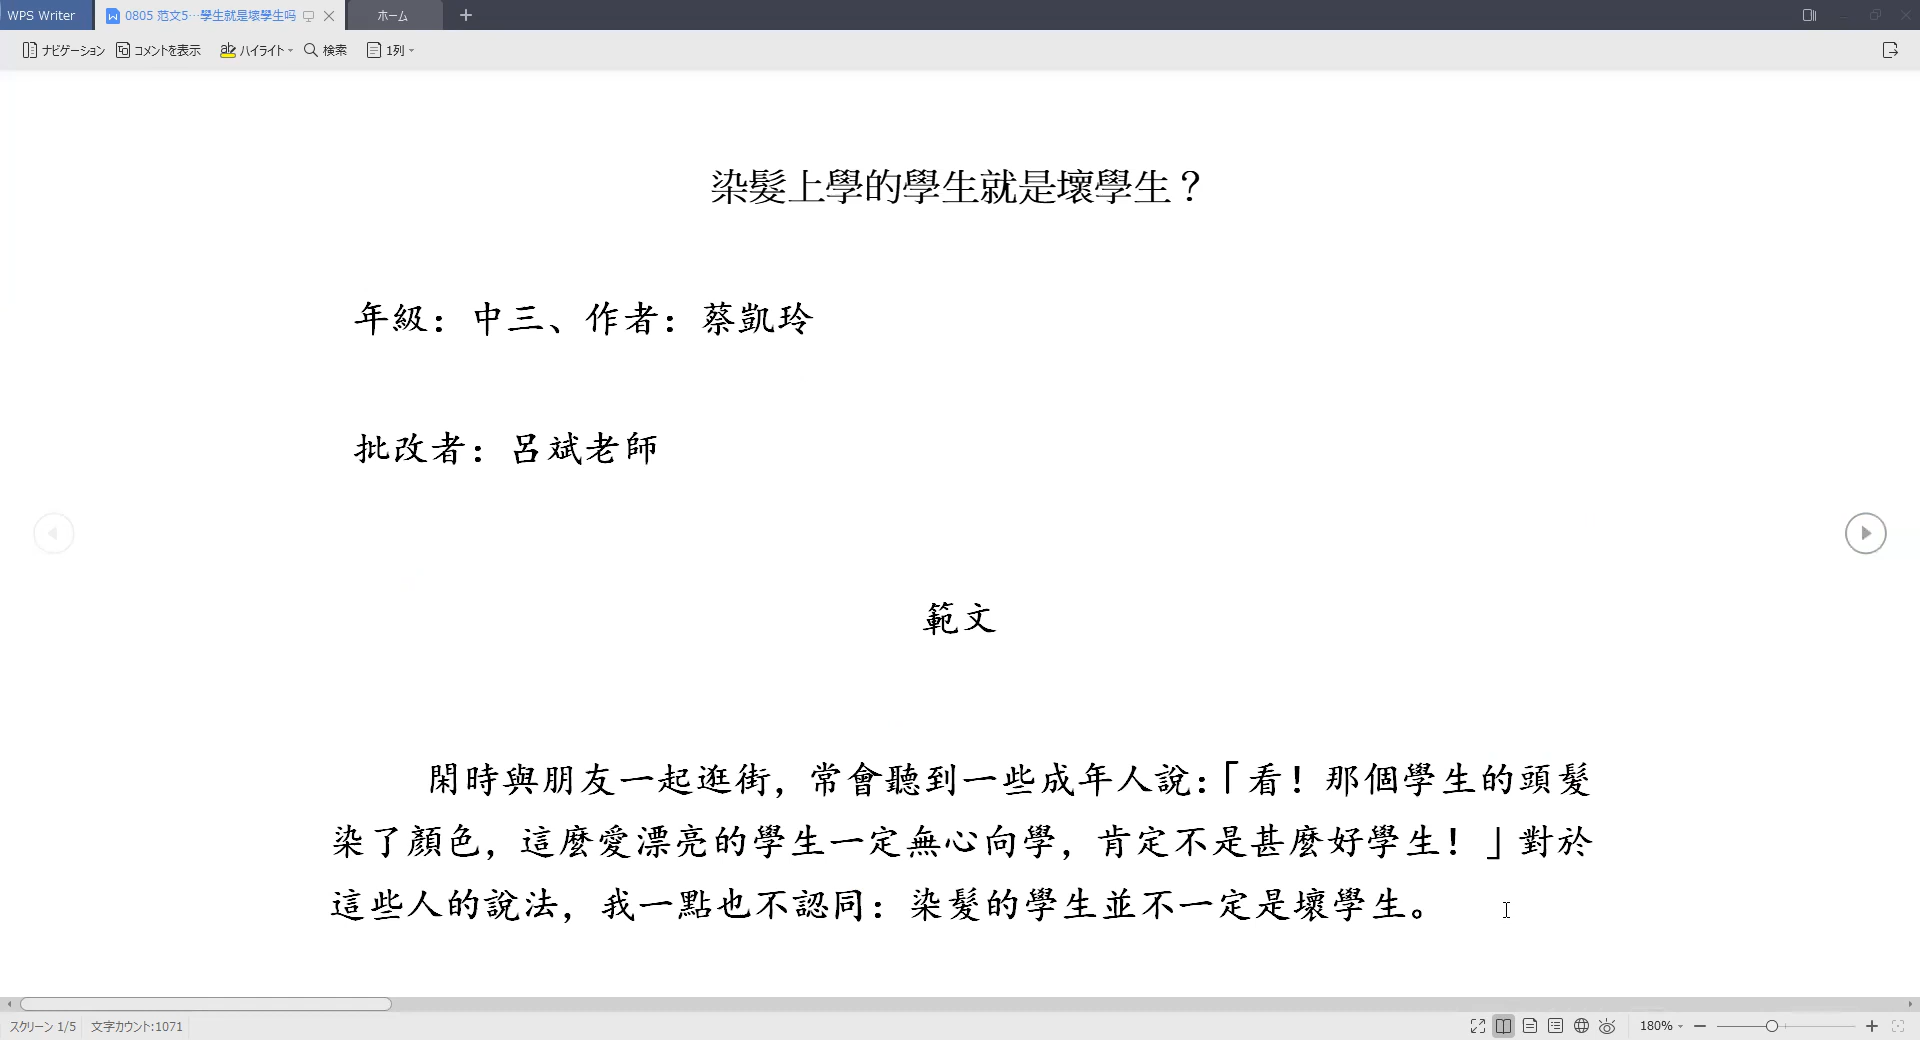 WPS Writer
0805 范文5···學生就是壞學生吗
ホーム
ナビゲーション
コメントを表示
ハイライト
検索
1列
染髮上學的學生就是壞學生？
年級：中三、作者：蔡凱玲
批改者：呂斌老師
範文
閑時與朋友一起逛街，常會聽到一些成年人說：「看！那個學生的頭髮
染了顏色，這麼愛漂亮的學生一定無心向學，肯定不是甚麼好學生！」對於
這些人的說法，我一點也不認同：染髮的學生並不一定是壞學生。
スクリーン 1/5
文字カウント:1071
180%